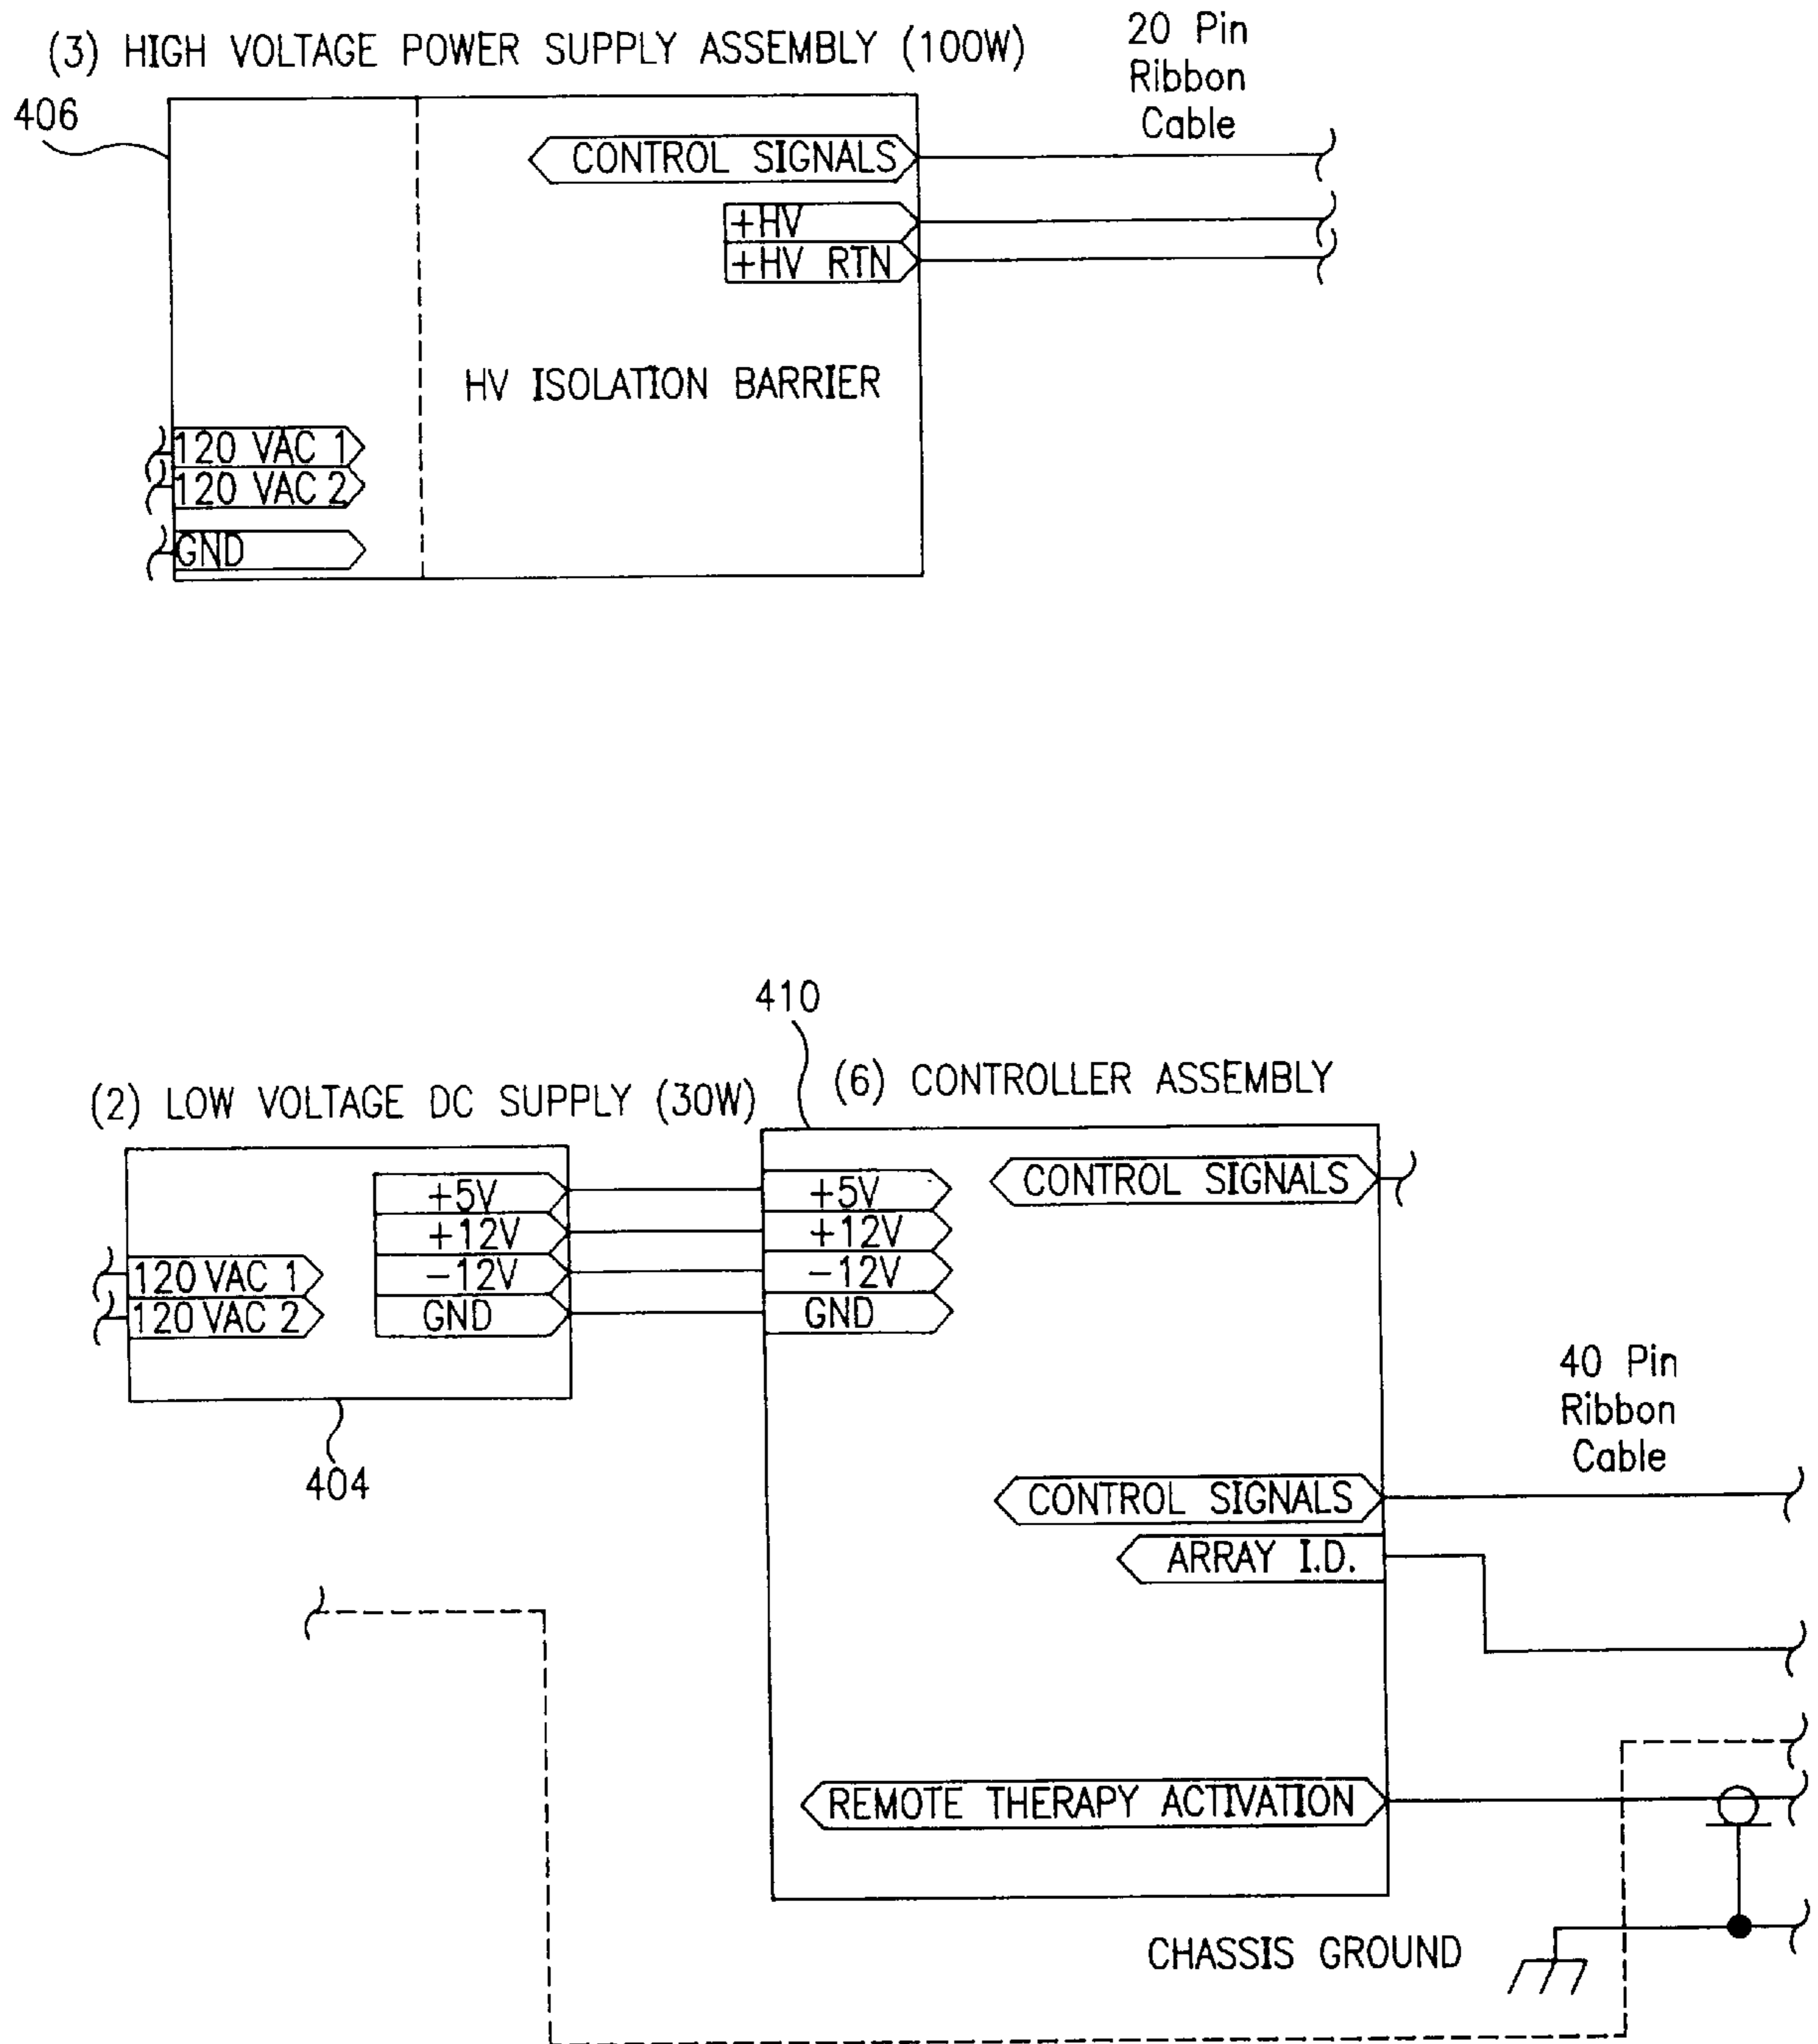 (3) HIGH VOLTAGE POWER SUPPLY ASSEMBLY (100W)
20 Pin
Ribbon
Cable
406
CONTROL SIGNALS
+HV
+HV RTN
HV ISOLATION BARRIER
120 VAC 1
120 VAC 2
GND
410
(2) LOW VOLTAGE DC SUPPLY (30W)
(6) CONTROLLER ASSEMBLY
+5V
+12V
-12V
GND
120 VAC 1
120 VAC 2
404
+5V
+12V
-12V
GND
CONTROL SIGNALS
40 Pin
Ribbon
Cable
CONTROL SIGNALS
ARRAY I.D.
REMOTE THERAPY ACTIVATION
CHASSIS GROUND